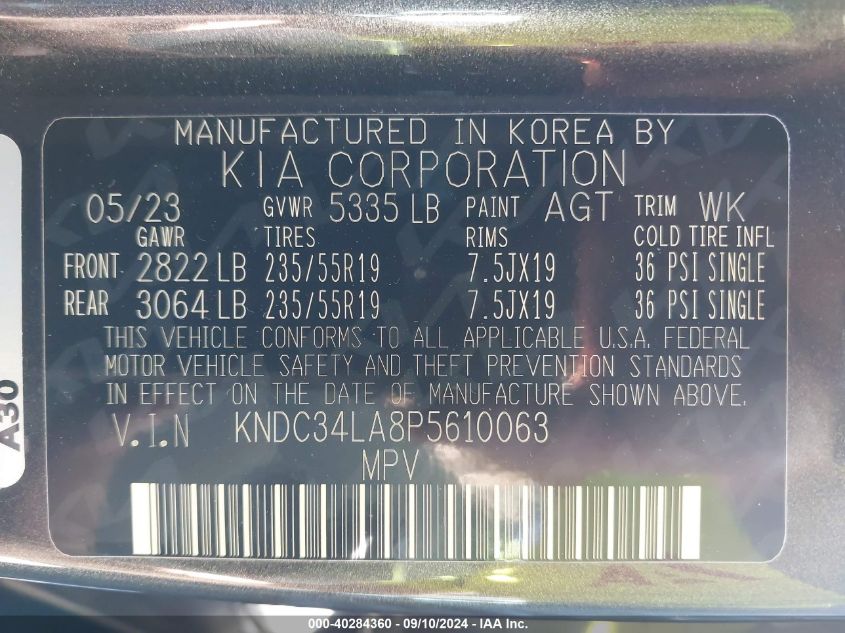 MANUFACTURED IN KOREA BY
KIA CORPORATION
05/23 GVWR 5335 LB PAINT AGT TRIM WK
GAWR TIRES RIMS COLD TIRE INFL
FRONT 2822 LB 235/55R19 7.5JX19 36 PSI SINGLE
REAR 3064 LB 235/55R19 7.5JX19 36 PSI SINGLE
THIS VEHICLE CONFORMS TO ALL APPLICABLE U.S.A. FEDERAL
MOTOR VEHICLE SAFETY AND THEFT PREVENTION STANDARDS
IN EFFECT ON THE DATE OF MANUFACTURE SHOWN ABOVE.
V.I.N KNDC34LA8P5610063
MPV
A30
000-40284360 - 09/10/2024 - IAA Inc.